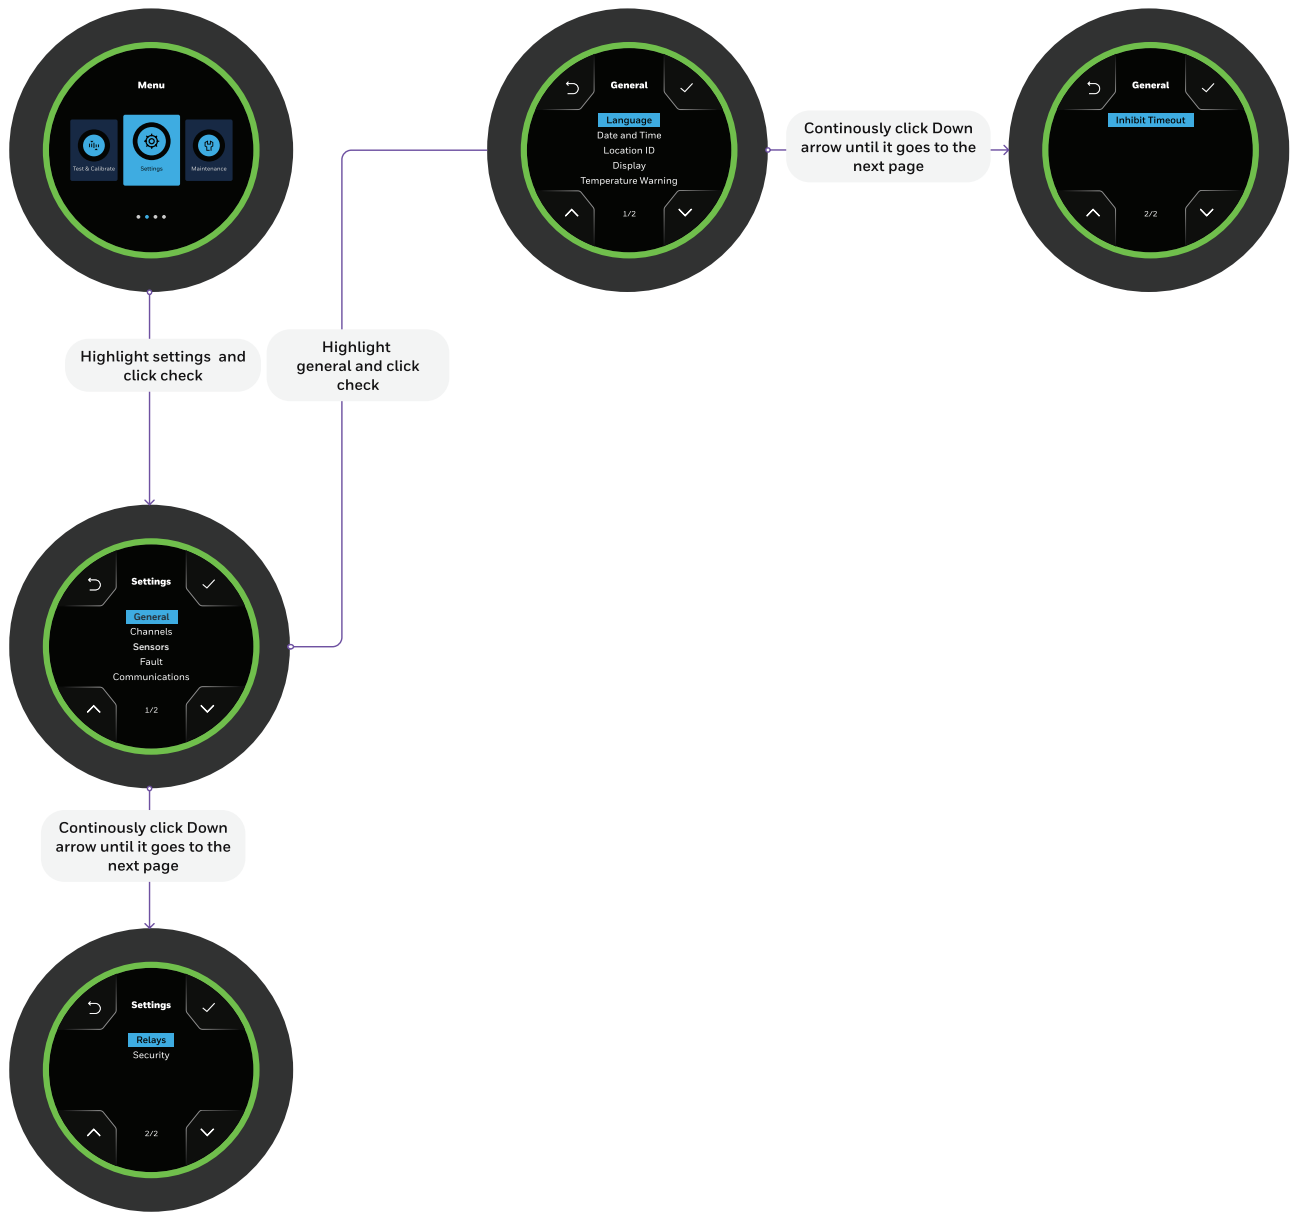 Menu
Test & Calibrate
Settings
Maintenance
General
Language
Date and Time
Location ID
Display
Temperature Warning
1/2
Continously click Down
arrow until it goes to the
next page
General
Inhibit Timeout
2/2
Highlight settings and
click check
Highlight
general and click
check
Settings
General
Channels
Sensors
Fault
Communications
1/2
Continously click Down
arrow until it goes to the
next page
Settings
Relays
Security
2/2